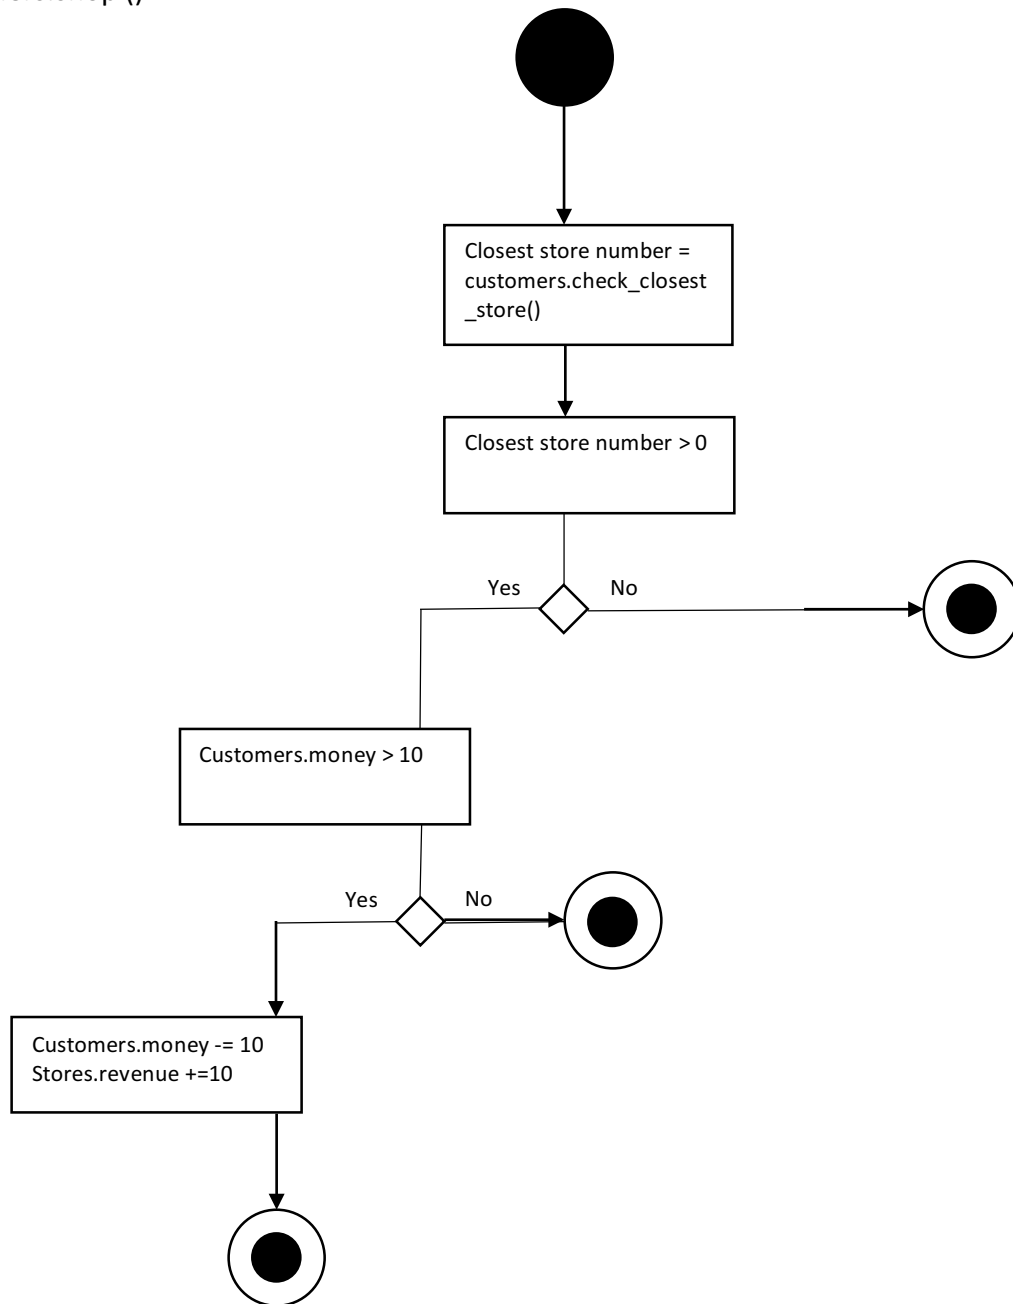 Closest store number =
customers.check_closest
_store()
Closest store number > 0
Yes
No
Customers.money > 10
Yes
No
Customers.money -= 10
Stores.revenue +=10